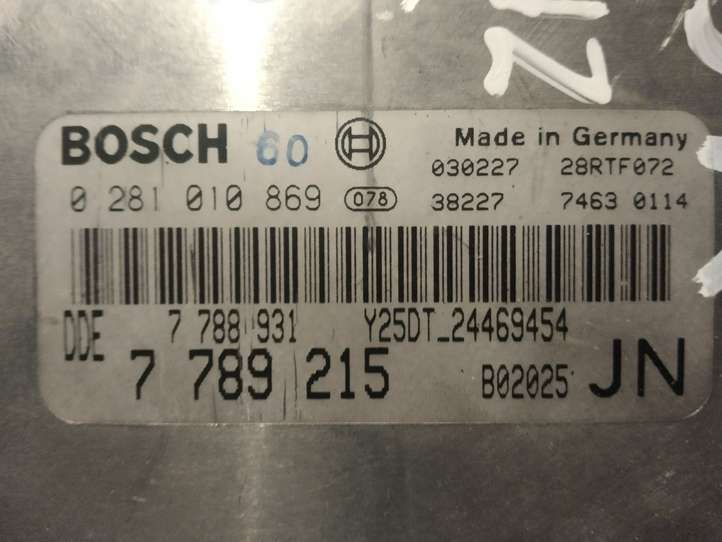 12
BOSCH 60 Made in Germany
030227 28RTF072
0 281 010 869 078 38227 7463 0114
DDE 7 788 931 Y25DT_24469454
7 789 215 B02025 JN